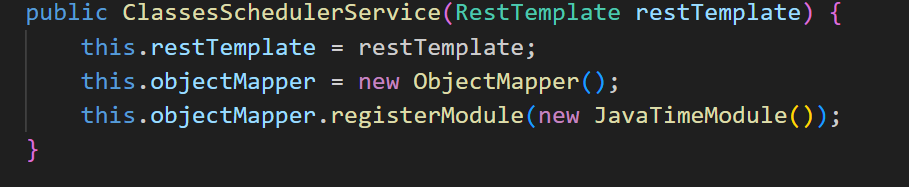 public ClassesSchedulerService(RestTemplate restTemplate) {
this.restTemplate = restTemplate;
this.objectMapper = new ObjectMapper();
this.objectMapper.registerModule(new JavaTimeModule());
}